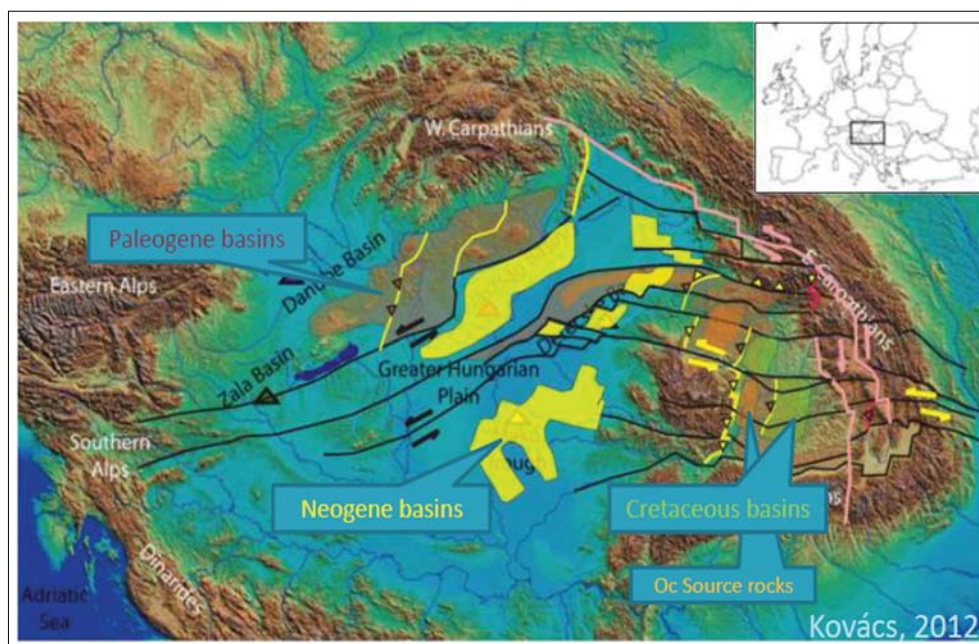 W. Carpathians
Paleogene basins
Danube Basin
Eastern Alps
E. Carpathians
Zala Basin
Greater Hungarian
Plain
Southern
Alps
Neogene basins
Cretaceous basins
Dinarides
Oc Source rocks
Adriatic
Sea
Kovács, 2012